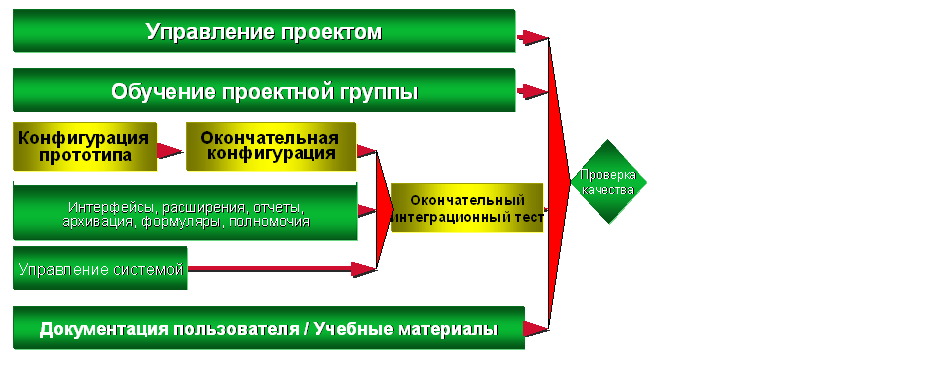 Управление проектом
Обучение проектной группы
Конфигурация
прототипа
Окончательная
конфигурация
Интерфейсы, расширения, отчеты,
архивация, формуляры, полномочия
Окончательный
интеграционный тест
Проверка
качества
Управление системой
Документация пользователя / Учебные материалы